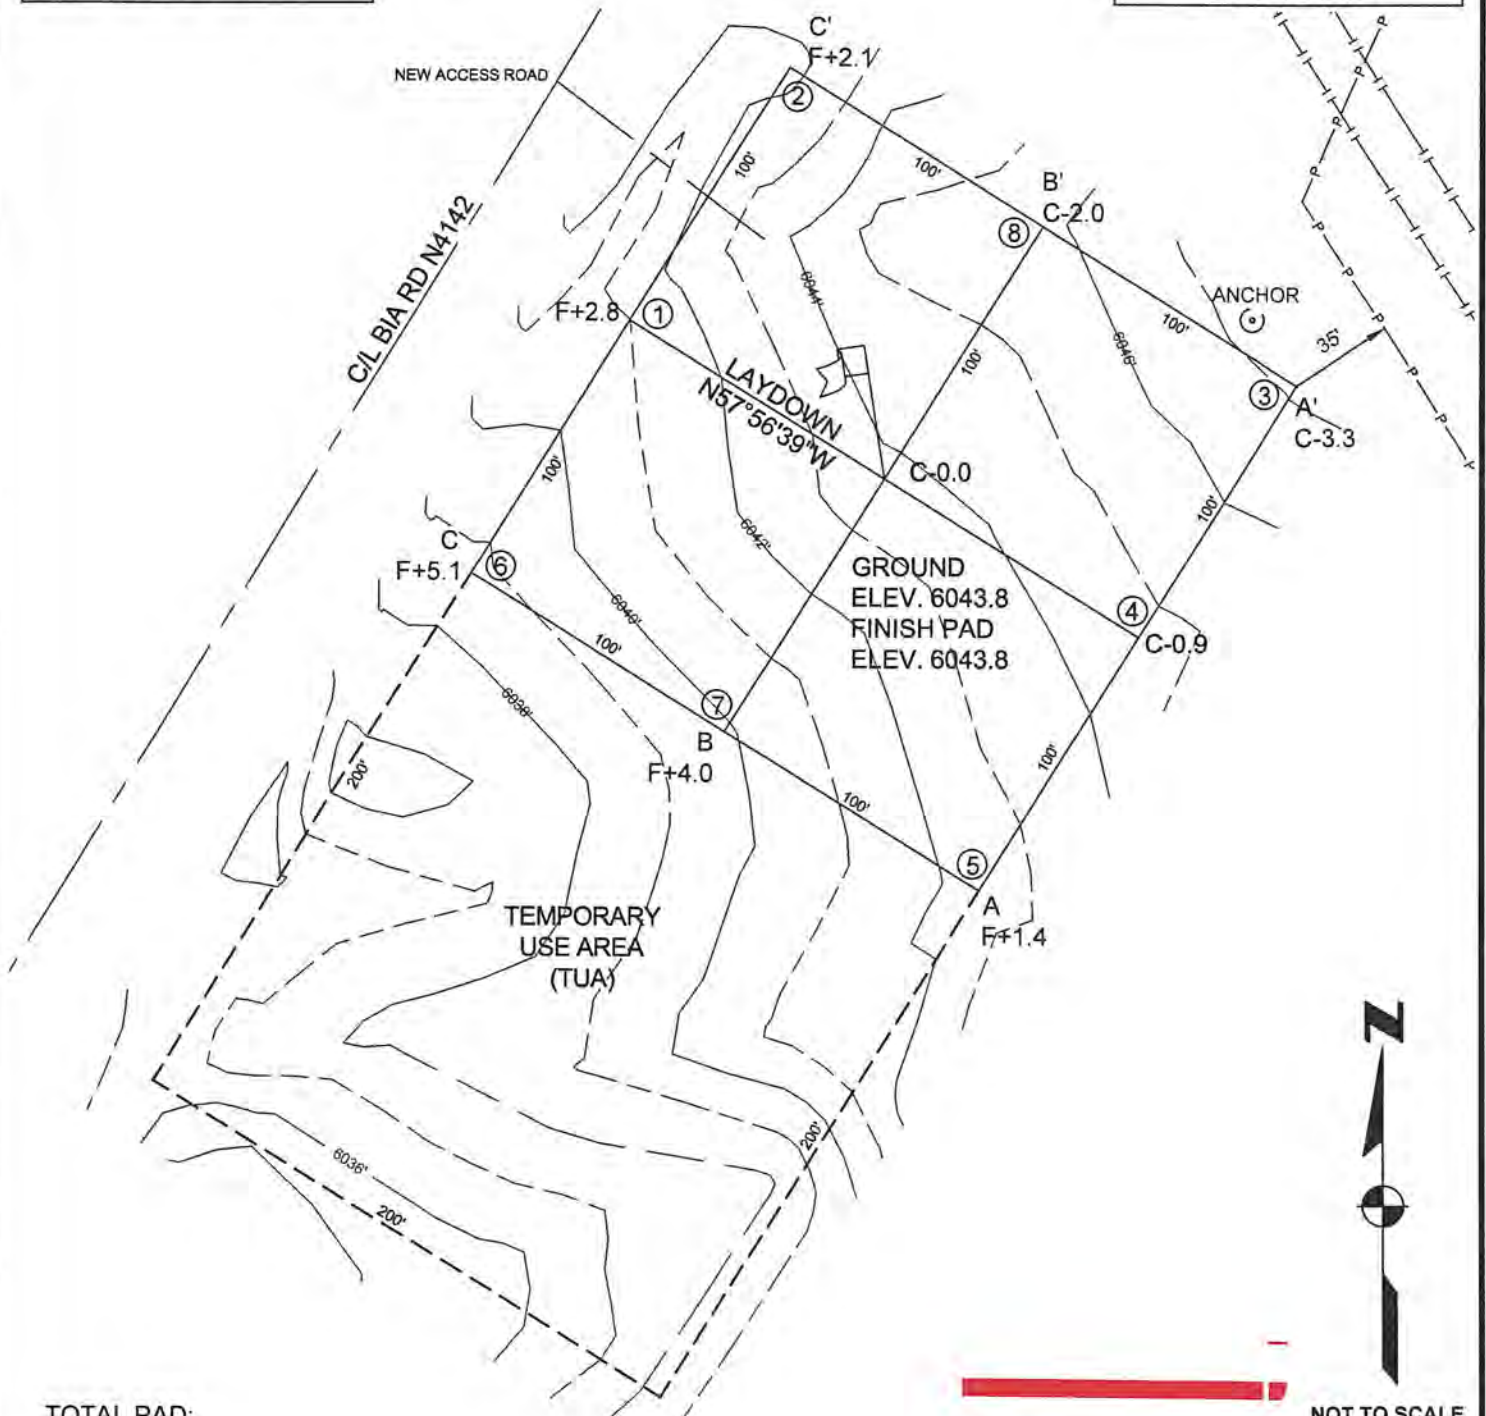 C'
F+2.1
NEW ACCESS ROAD
2
100'
100'
B'
C-2.0
8
C/L BIA RD N4142
6044'
ANCHOR
F+2.8
1
100'
100'
6046'
35'
LAYDOWN
N57°56'39"W
3
A'
C-3.3
C-0.0
100'
100'
6042'
C
F+5.1
6
GROUND
ELEV. 6043.8
FINISH PAD
ELEV. 6043.8
4
C-0.9
6040'
100'
6038'
7
B
F+4.0
100'
200'
100'
5
A
F+1.4
TEMPORARY
USE AREA
(TUA)
N
200'
6036'
200'
P P P P P P P P P P
TOTAL PAD:
NOT TO SCALE